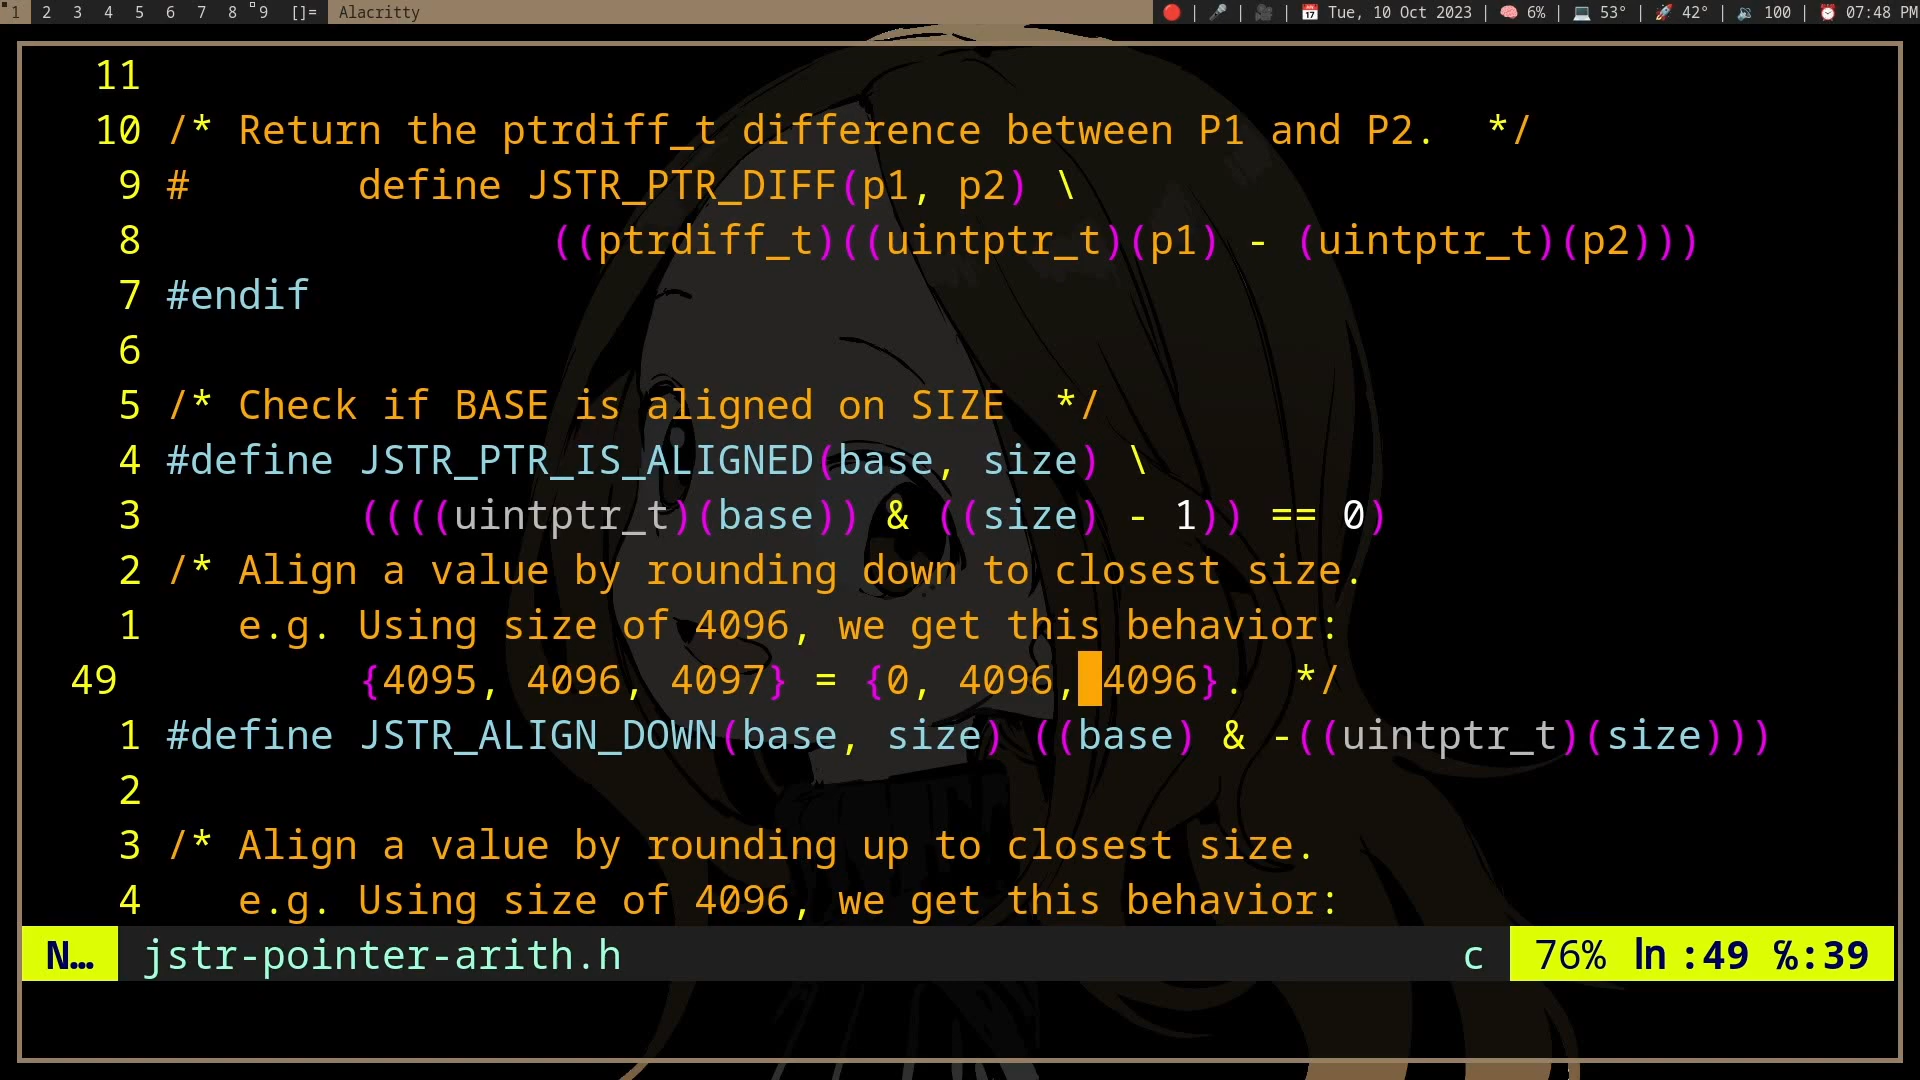 1 2 3 4 5 6 7 8 9 []= Alacritty | | | Tue, 10 Oct 2023 | 6% | 53° | 42° | 100 | 07:48 PM
11
10 /* Return the ptrdiff_t difference between P1 and P2.  */
9 #       define JSTR_PTR_DIFF(p1, p2) \
8                 ((ptrdiff_t)((uintptr_t)(p1) - (uintptr_t)(p2)))
7 #endif
6
5 /* Check if BASE is aligned on SIZE  */
4 #define JSTR_PTR_IS_ALIGNED(base, size) \
3         ((((uintptr_t)(base)) & ((size) - 1)) == 0)
2 /* Align a value by rounding down to closest size.
1    e.g. Using size of 4096, we get this behavior:
49         {4095, 4096, 4097} = {0, 4096, 4096}.  */
1 #define JSTR_ALIGN_DOWN(base, size) ((base) & -((uintptr_t)(size)))
2
3 /* Align a value by rounding up to closest size.
4    e.g. Using size of 4096, we get this behavior:
N… jstr-pointer-arith.h c 76% ln :49 ℅:39